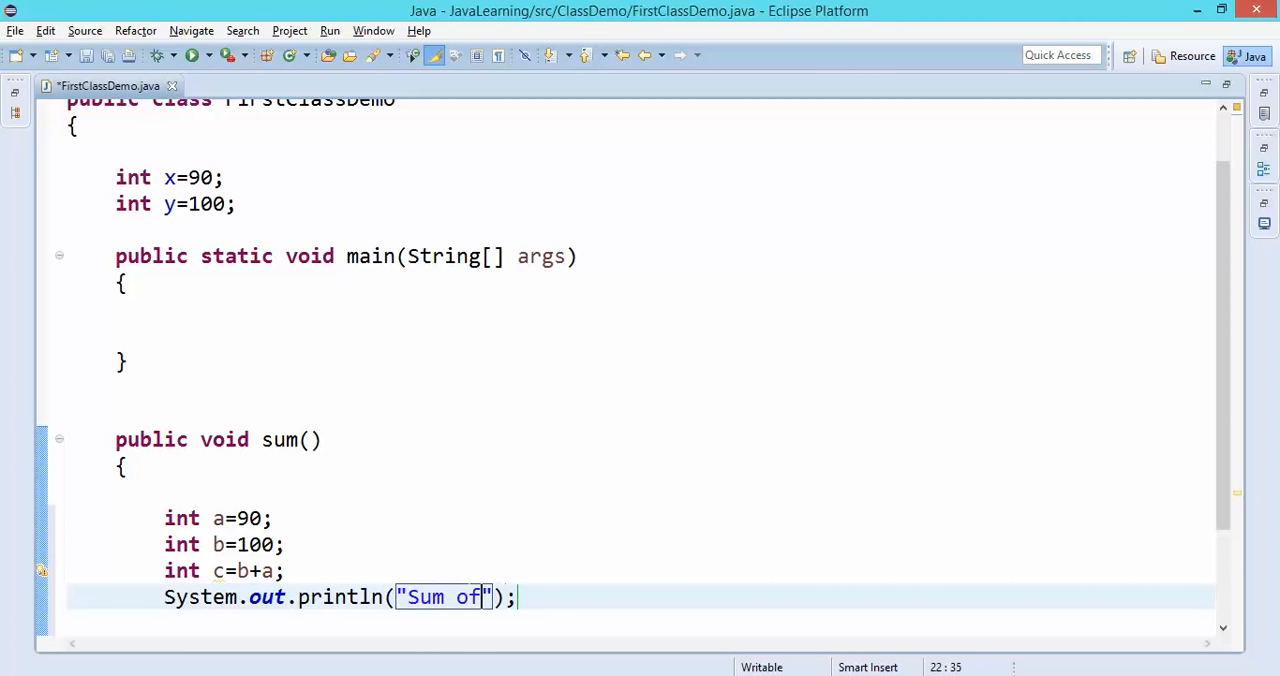 Java - JavaLearning/src/ClassDemo/FirstClassDemo.java - Eclipse Platform
File Edit Source Refactor Navigate Search Project Run Window Help
Quick Access Resource Java
*FirstClassDemo.java
public class FirstClassDemo
{
int x=90;
int y=100;
public static void main(String[] args)
{
}
public void sum()
{
int a=90;
int b=100;
int c=b+a;
System.out.println("Sum of");
Writable Smart Insert 22 : 35